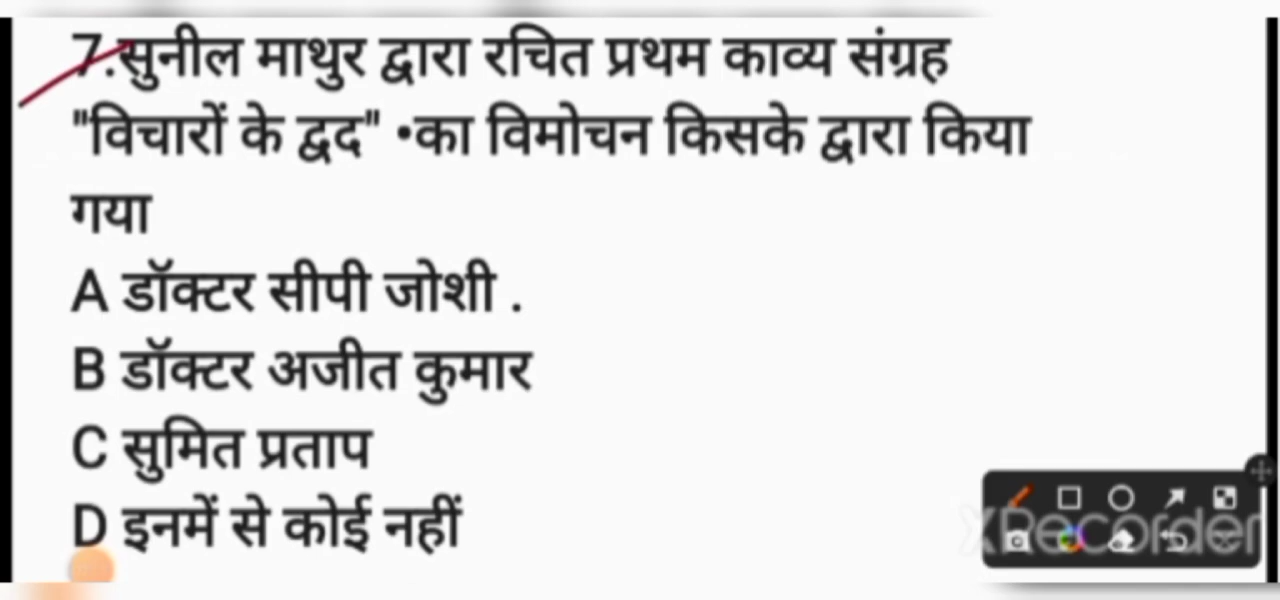 7.सुनील माथुर द्वारा रचित प्रथम काव्य संग्रह
"विचारों के द्वद" •का विमोचन किसके द्वारा किया
गया
A डॉक्टर सीपी जोशी .
B डॉक्टर अजीत कुमार
C सुमित प्रताप
D इनमें से कोई नहीं
XRecorder